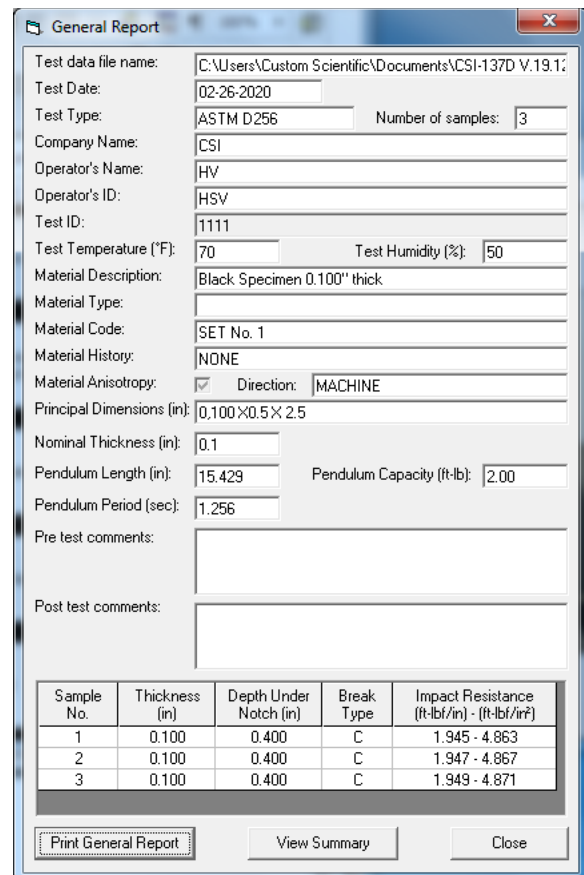 General Report
Test data file name: C:\Users\Custom Scientific\Documents\CSI-137D V.19.12
Test Date: 02-26-2020
Test Type: ASTM D256 Number of samples: 3
Company Name: CSI
Operator's Name: HV
Operator's ID: HSV
Test ID: 1111
Test Temperature (°F): 70 Test Humidity (%): 50
Material Description: Black Specimen 0.100" thick
Material Type:
Material Code: SET No. 1
Material History: NONE
Material Anisotropy: Direction: MACHINE
Principal Dimensions (in): 0,100 X0.5 X 2.5
Nominal Thickness (in): 0.1
Pendulum Length (in): 15.429 Pendulum Capacity (ft-lb): 2.00
Pendulum Period (sec): 1.256
Pre test comments:
Post test comments:
Sample Thickness Depth Under Break Impact Resistance
No. (in) Notch (in) Type (ft-lbf/in) - (ft-lbf/in²)
1 0.100 0.400 C 1.945 - 4.863
2 0.100 0.400 C 1.947 - 4.867
3 0.100 0.400 C 1.949 - 4.871
Print General Report View Summary Close